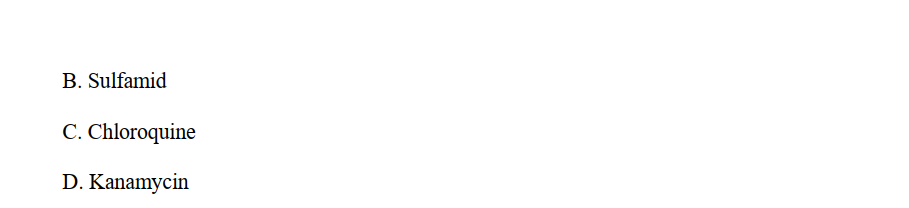 B. Sulfamid
C. Chloroquine
D. Kanamycin